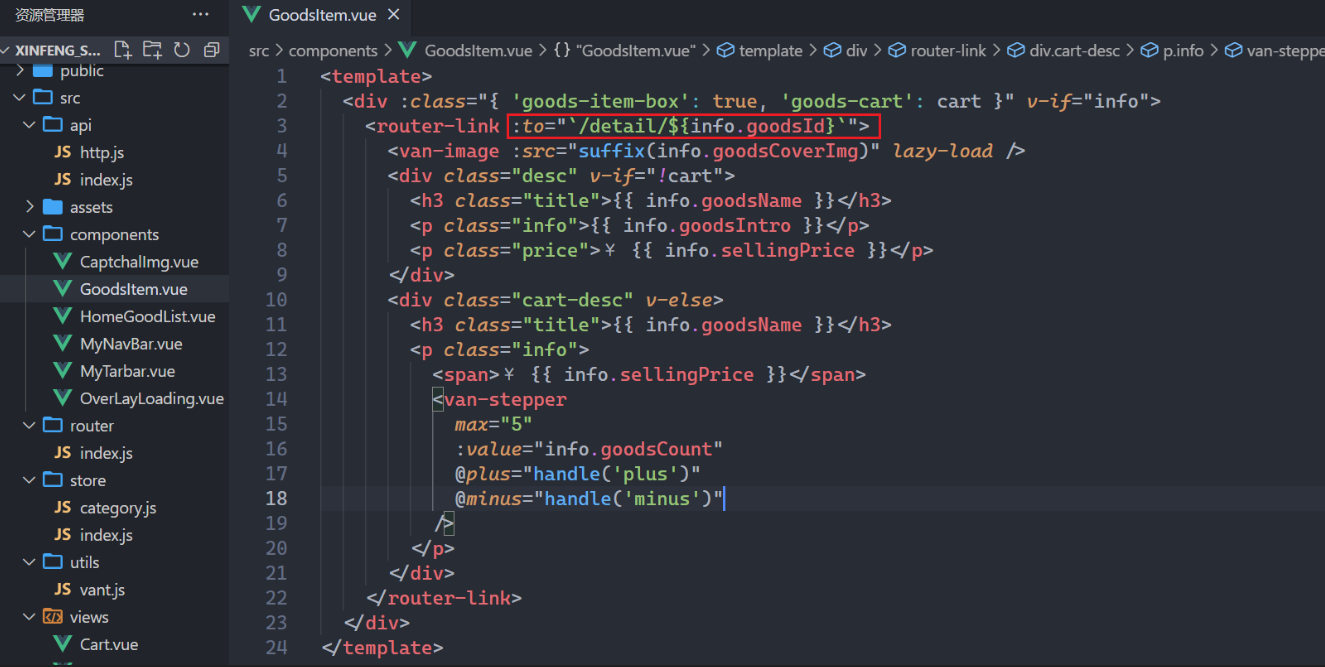 资源管理器
···
GoodsItem.vue ×
XINFENG_S...
src > components > GoodsItem.vue > {} "GoodsItem.vue" > template > div > router-link > div.cart-desc > p.info > van-steppe
public
src
api
JS http.js
JS index.js
assets
components
CaptchalImg.vue
GoodsItem.vue
HomeGoodList.vue
MyNavBar.vue
MyTarbar.vue
OverLayLoading.vue
router
JS index.js
store
JS category.js
JS index.js
utils
JS vant.js
views
Cart.vue
1 <template>
2 <div :class="{ 'goods-item-box': true, 'goods-cart': cart }" v-if="info">
3 <router-link :to="`/detail/${info.goodsId}`">
4 <van-image :src="suffix(info.goodsCoverImg)" lazy-load />
5 <div class="desc" v-if="!cart">
6 <h3 class="title">{{ info.goodsName }}</h3>
7 <p class="info">{{ info.goodsIntro }}</p>
8 <p class="price">¥ {{ info.sellingPrice }}</p>
9 </div>
10 <div class="cart-desc" v-else>
11 <h3 class="title">{{ info.goodsName }}</h3>
12 <p class="info">
13 <span>¥ {{ info.sellingPrice }}</span>
14 <van-stepper
15 max="5"
16 :value="info.goodsCount"
17 @plus="handle('plus')"
18 @minus="handle('minus')"
19 />
20 </p>
21 </div>
22 </router-link>
23 </div>
24 </template>